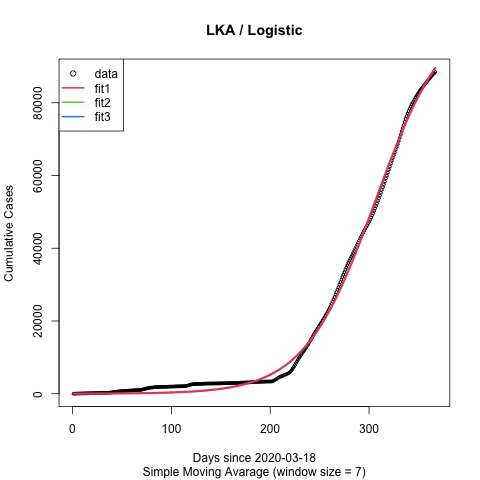 LKA / Logistic
data
fit1
fit2
fit3
Cumulative Cases
0
20000
40000
60000
80000
0
100
200
300
Days since 2020-03-18
Simple Moving Avarage (window size = 7)